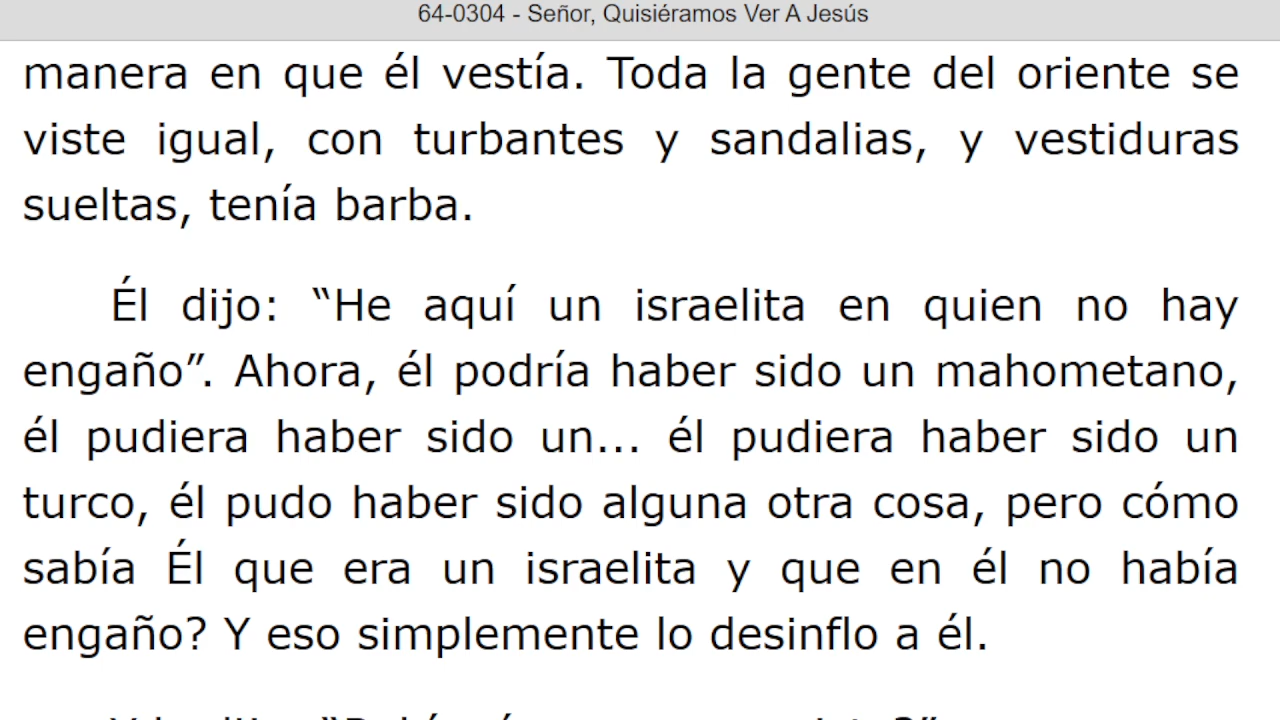 64-0304 - Señor, Quisiéramos Ver A Jesús
manera en que él vestía. Toda la gente del oriente se
viste igual, con turbantes y sandalias, y vestiduras
sueltas, tenía barba.
Él dijo: “He aquí un israelita en quien no hay
engaño”. Ahora, él podría haber sido un mahometano,
él pudiera haber sido un... él pudiera haber sido un
turco, él pudo haber sido alguna otra cosa, pero cómo
sabía Él que era un israelita y que en él no había
engaño? Y eso simplemente lo desinflo a él.